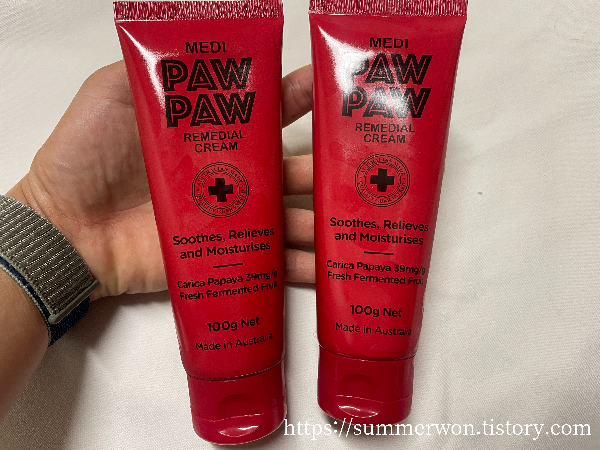 MEDI
PAW
PAW
REMEDIAL
CREAM
Soothes, Relieves
and Moisturises
Carica Papaya 39mg/g
Fresh Fermented Fruit
100g Net
Made in Australia
MEDI
PAW
PAW
REMEDIAL
CREAM
Soothes, Relieves
and Moisturises
Carica Papaya 39mg/g
Fresh Fermented Fruit
100g Net
Made in Australia
https://summerwon.tistory.com